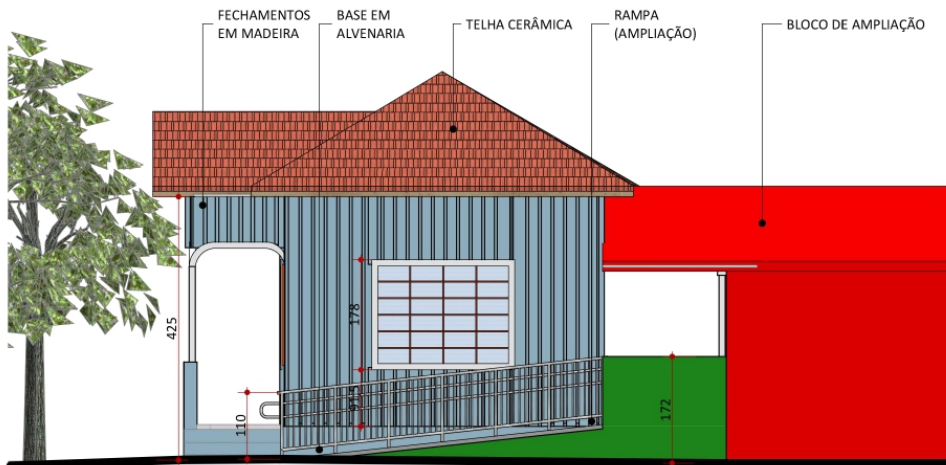 FECHAMENTOS
EM MADEIRA
BASE EM
ALVENARIA
TELHA CERÂMICA
RAMPA
(AMPLIAÇÃO)
BLOCO DE AMPLIAÇÃO
425
178
110
172